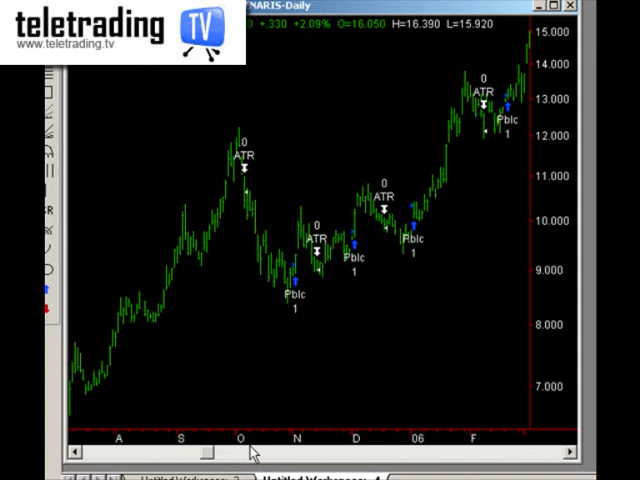 teletrading TV
www.teletrading.tv
NARIS-Daily
+.330 +2.09% O=16.050 H=16.390 L=15.920
15.000
14.000
0
ATR
13.000
Pblc
1
12.000
0
ATR
11.000
0
ATR
10.000
0
ATR
Pblc
1
Pblc
1
9.000
Pblc
1
8.000
7.000
A S O N D 06 F